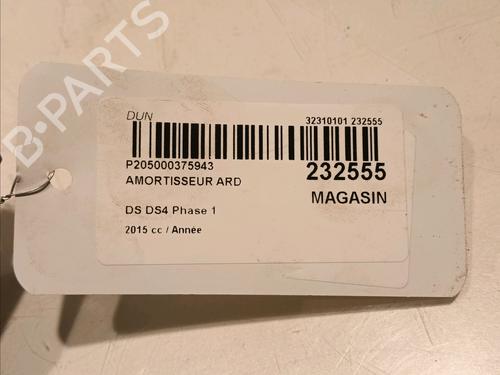 DUN
32310101 232555
P205000375943
232555
AMORTISSEUR ARD
MAGASIN
DS DS4 Phase 1
2015 cc / Année
B-PARTS